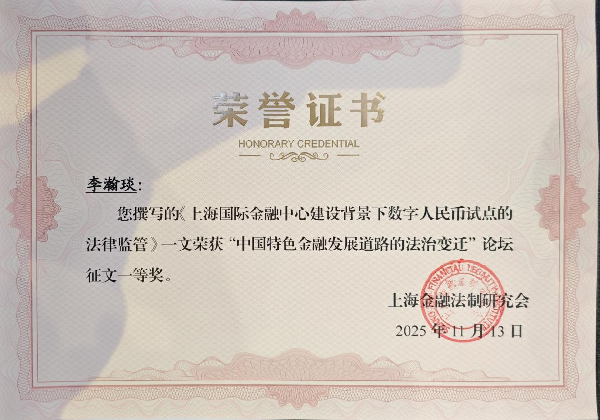 荣誉证书
HONORARY CREDENTIAL
李瀚琰:
您撰写的《上海国际金融中心建设背景下数字人民币试点的
法律监管》一文荣获“中国特色金融发展道路的法治变迁”论坛
征文一等奖。
上海金融法制研究会
2025 年 11 月 13 日